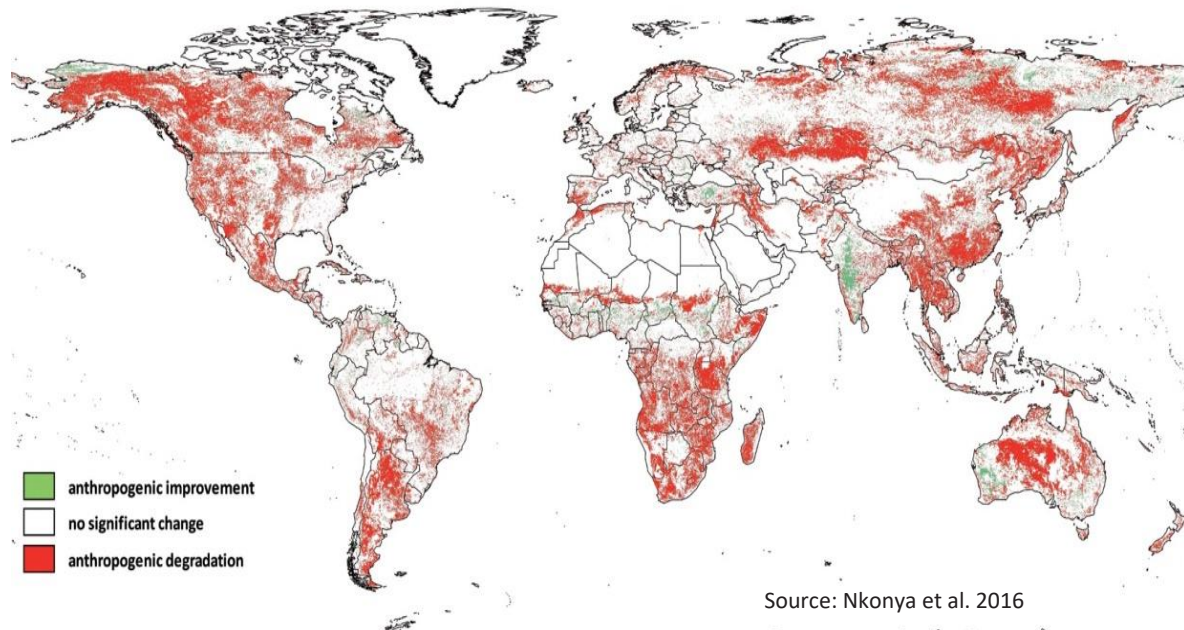 anthropogenic improvement
no significant change
anthropogenic degradation
Source: Nkonya et al. 2016